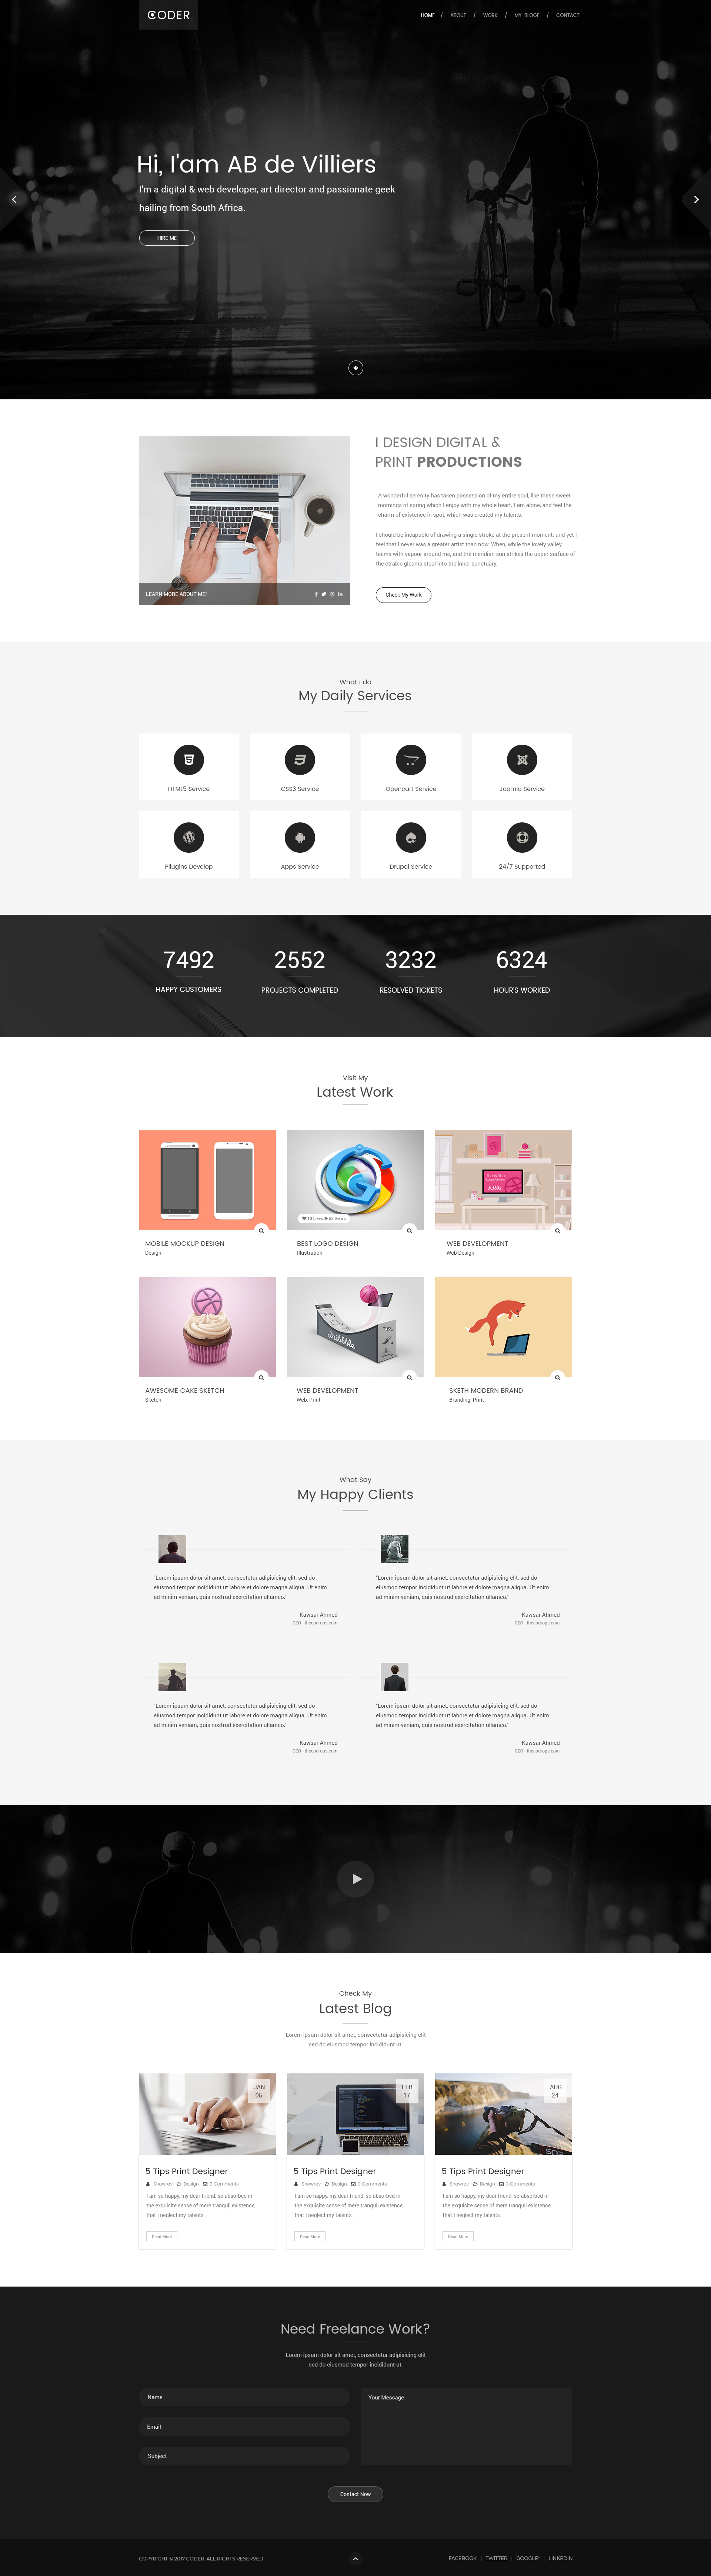 CODER
HOME / ABOUT / WORK / MY BLOGE / CONTACT
Hi, I'am AB de Villiers
I'm a digital & web developer, art director and passionate geek
hailing from South Africa.
HIRE ME
I DESIGN DIGITAL &
PRINT PRODUCTIONS
A wonderful serenity has taken possession of my entire soul, like these sweet
mornings of spring which I enjoy with my whole heart. I am alone, and feel the
charm of existence in spot, which was created my talents.
I should be incapable of drawing a single stroke at the present moment; and yet I
feel that I never was a greater artist than now. When, while the lovely valley
teems with vapour around me, and the meridian sun strikes the upper surface of
the etrable gleams steal into the inner sanctuary.
LEARN MORE ABOUT ME!
Check My Work
What i do
My Daily Services
HTML5 Service
CSS3 Service
Opencart Service
Joomla Service
Pllugins Develop
Apps Service
Drupal Service
24/7 Supported
7492
2552
3232
6324
HAPPY CUSTOMERS
PROJECTS COMPLETED
RESOLVED TICKETS
HOUR'S WORKED
Visit My
Latest Work
13 Likes 52 Views
MOBILE MOCKUP DESIGN
Design
BEST LOGO DESIGN
Illustration
WEB DEVELOPMENT
Web Design
dribbble
AWESOME CAKE SKETCH
Sketch
WEB DEVELOPMENT
Web, Print
SKETH MODERN BRAND
Branding, Print
What Say
My Happy Clients
"Lorem ipsum dolor sit amet, consectetur adipisicing elit, sed do
eiusmod tempor incididunt ut labore et dolore magna aliqua. Ut enim
ad minim veniam, quis nostrud exercitation ullamco."
Kawsar Ahmed
CEO - thecodrops.com
"Lorem ipsum dolor sit amet, consectetur adipisicing elit, sed do
eiusmod tempor incididunt ut labore et dolore magna aliqua. Ut enim
ad minim veniam, quis nostrud exercitation ullamco."
Kawsar Ahmed
CEO - thecodrops.com
"Lorem ipsum dolor sit amet, consectetur adipisicing elit, sed do
eiusmod tempor incididunt ut labore et dolore magna aliqua. Ut enim
ad minim veniam, quis nostrud exercitation ullamco."
Kawsar Ahmed
CEO - thecodrops.com
"Lorem ipsum dolor sit amet, consectetur adipisicing elit, sed do
eiusmod tempor incididunt ut labore et dolore magna aliqua. Ut enim
ad minim veniam, quis nostrud exercitation ullamco."
Kawsar Ahmed
CEO - thecodrops.com
Check My
Latest Blog
Lorem ipsum dolor sit amet, consectetur adipisicing elit
sed do eiusmod tempor incididunt ut.
JAN
05
5 Tips Print Designer
Showrav Design 3 Comments
I am so happy, my dear friend, so absorbed in
the exquisite sense of mere tranquil existence,
that I neglect my talents.
Read More
FEB
17
5 Tips Print Designer
Showrav Design 3 Comments
I am so happy, my dear friend, so absorbed in
the exquisite sense of mere tranquil existence,
that I neglect my talents.
Read More
AUG
24
5 Tips Print Designer
Showrav Design 3 Comments
I am so happy, my dear friend, so absorbed in
the exquisite sense of mere tranquil existence,
that I neglect my talents.
Read More
Need Freelance Work?
Lorem ipsum dolor sit amet, consectetur adipisicing elit
sed do eiusmod tempor incididunt ut.
Name
Email
Subject
Your Message
Contact Now
COPYRIGHT © 2017 CODER. ALL RIGHTS RESERVED
FACEBOOK | TWITTER | GOOGLE+ | LINKEDIN